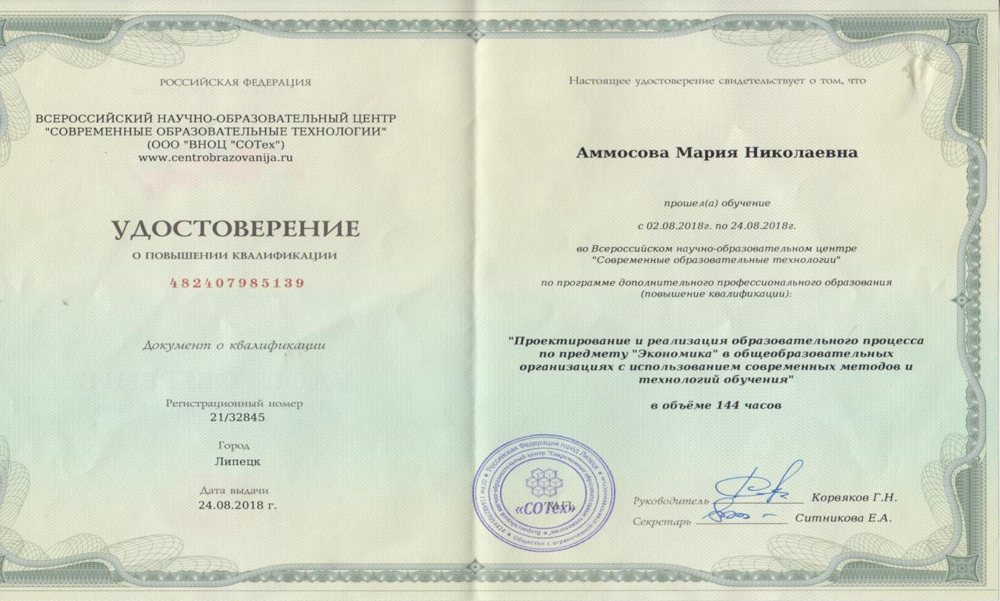 РОССИЙСКАЯ ФЕДЕРАЦИЯ
ВСЕРОССИЙСКИЙ НАУЧНО-ОБРАЗОВАТЕЛЬНЫЙ ЦЕНТР
"СОВРЕМЕННЫЕ ОБРАЗОВАТЕЛЬНЫЕ ТЕХНОЛОГИИ"
(ООО "ВНОЦ "СОТех")
www.centrobrazovanija.ru
УДОСТОВЕРЕНИЕ
О ПОВЫШЕНИИ КВАЛИФИКАЦИИ
482407985139
Документ о квалификации
Регистрационный номер
21/32845
Город
Липецк
Дата выдачи
24.08.2018 г.
Настоящее удостоверение свидетельствует о том, что
Аммосова Мария Николаевна
прошел(а) обучение
с 02.08.2018г. по 24.08.2018г.
во Всероссийском научно-образовательном центре
"Современные образовательные технологии"
по программе дополнительного профессионального образования
(повышение квалификации):
"Проектирование и реализация образовательного процесса
по предмету "Экономика" в общеобразовательных
организациях с использованием современных методов и
технологий обучения"
в объёме 144 часов
Российская Федерация город Липецк
Общество с ограниченной ответственностью
Всероссийский научно-образовательный центр "Современные образовательные технологии"
«СОТех»
М.П.
Руководитель Корвяков Г.Н.
Секретарь Ситникова Е.А.